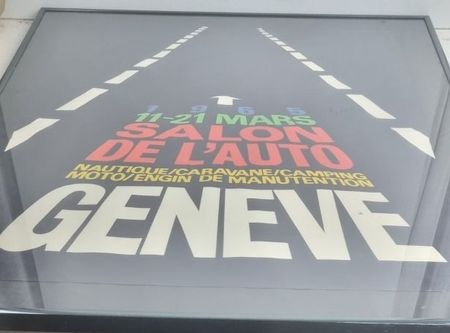 1965
11-21 MARS
SALON
DE L'AUTO
NAUTIQUE/CARAVANE/CAMPING
MOTO/ENGIN DE MANUTENTION
GENEVE